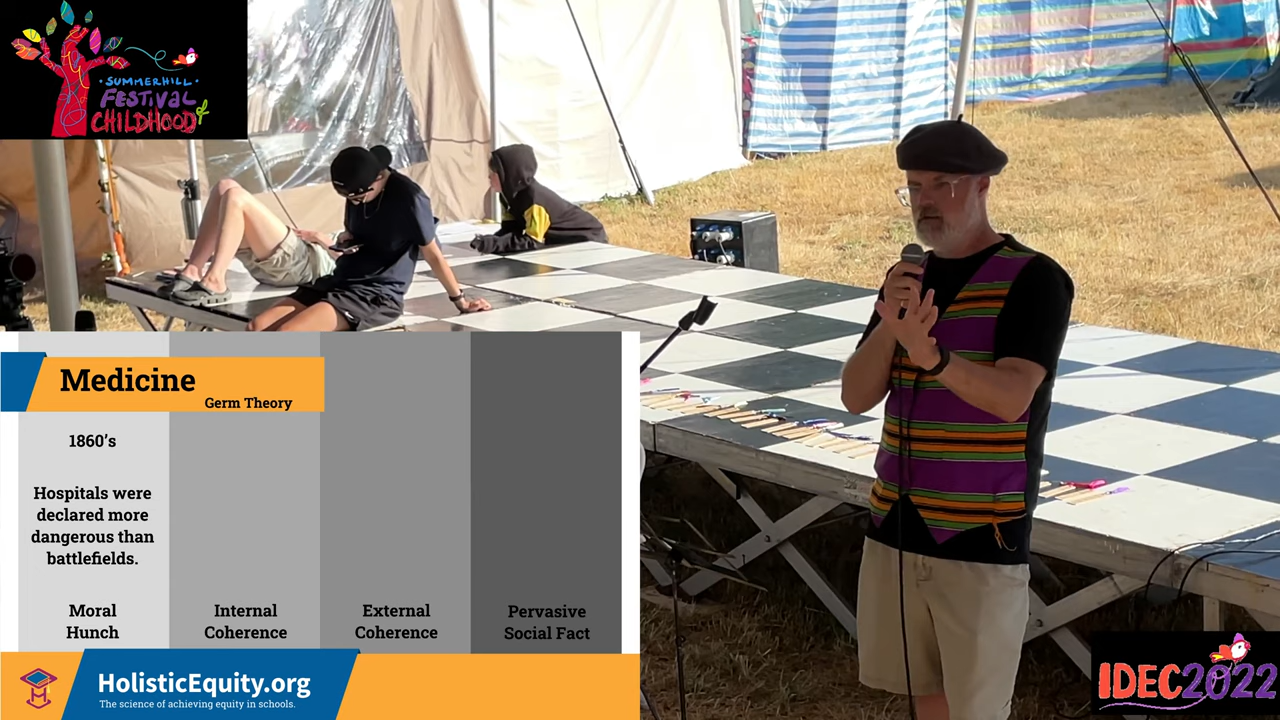 SUMMERHILL
FESTIVAL of
CHILDHOOD
Medicine
Germ Theory
1860's
Hospitals were
declared more
dangerous than
battlefields.
Moral
Hunch
Internal
Coherence
External
Coherence
Pervasive
Social Fact
HolisticEquity.org
The science of achieving equity in schools.
IDEC2022